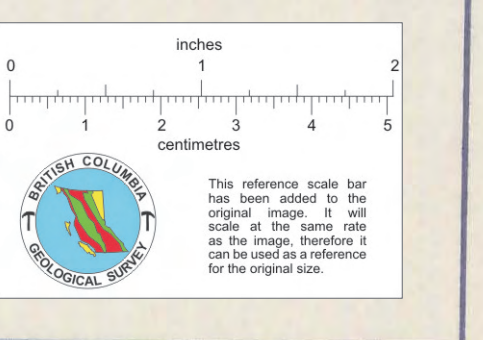 inches
0 1 2
0 1 2 3 4 5
centimetres
BRITISH COLUMBIA
GEOLOGICAL SURVEY
This reference scale bar
has been added to the
original image. It will
scale at the same rate
as the image, therefore it
can be used as a reference
for the original size.